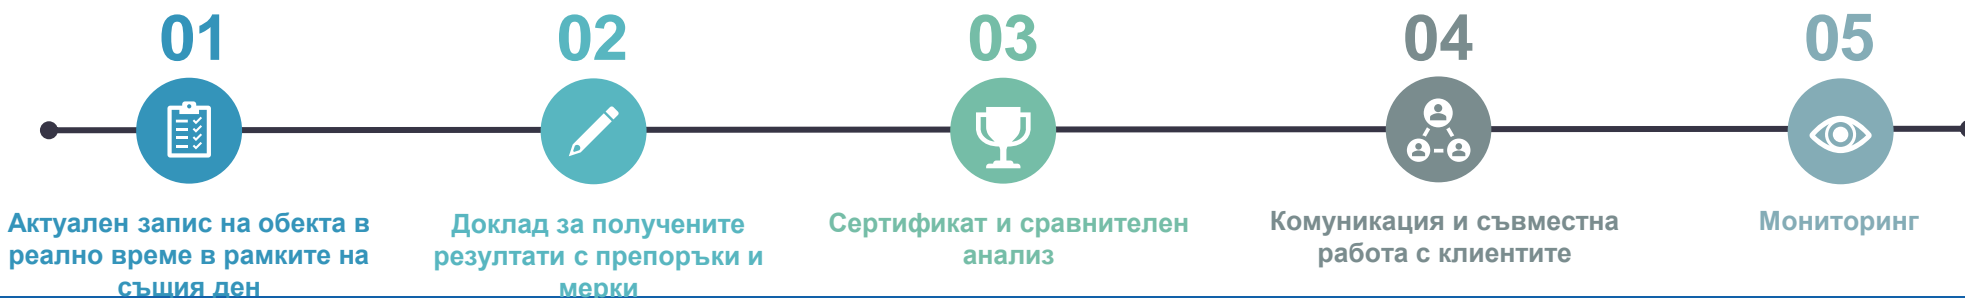 01
02
03
04
05
Актуален запис на обекта в
реално време в рамките на
същия ден
Доклад за получените
резултати с препоръки и
мерки
Сертификат и сравнителен
анализ
Комуникация и съвместна
работа с клиентите
Мониторинг